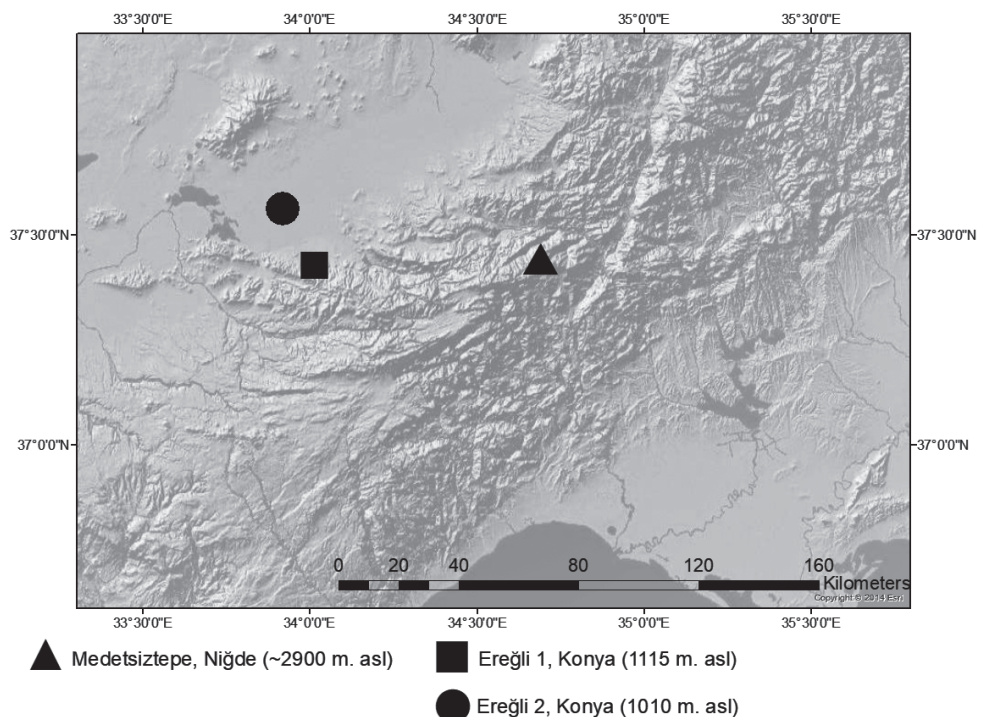 33°30'0"E 34°0'0"E 34°30'0"E 35°0'0"E 35°30'0"E
37°30'0"N 37°30'0"N
37°0'0"N 37°0'0"N
0 20 40 80 120 160
Kilometers
Copyright © 2014 Esri
33°30'0"E 34°0'0"E 34°30'0"E 35°0'0"E 35°30'0"E
Medetsiztepe, Niğde (~2900 m. asl) Ereğli 1, Konya (1115 m. asl)
Ereğli 2, Konya (1010 m. asl)